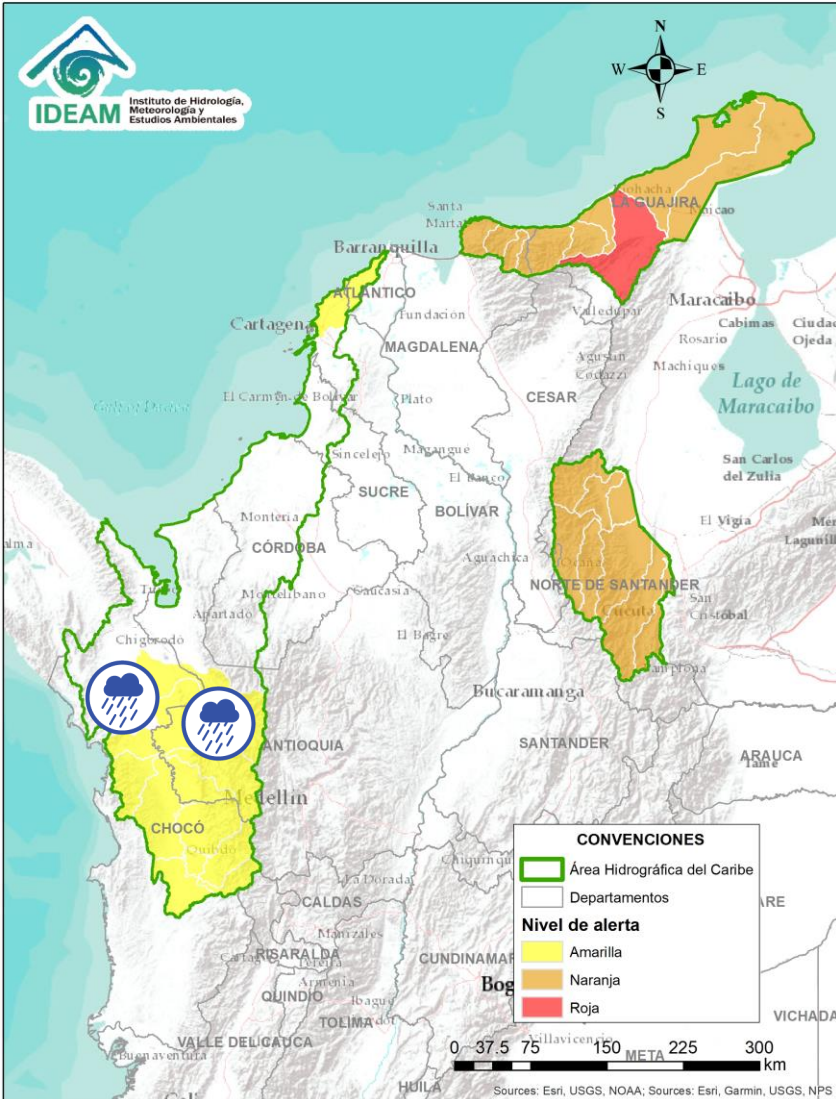 IDEAM
Instituto de Hidrología,
Meteorología y
Estudios Ambientales
N
W
E
S
Santa
Marta
LA GUAJIRA
Maicao
Barranquilla
ATLÁNTICO
Maracaibo
Cartagena
Fundación
Valledupar
Cabimas
Ciudad
Ojeda
Rosario
MAGDALENA
Agustín
Codazzi
Machiques
Lago de
Maracaibo
El Carmen de Bolívar
Plato
CESAR
Sincelejo
Magangué
San Carlos
del Zulia
El Banco
SUCRE
BOLÍVAR
Montería
El Vigía
CÓRDOBA
Aguachica
Ocaña
NORTE DE SANTANDER
Montelíbano
Caucasia
Cúcuta
San
Cristóbal
Apartadó
El Bagre
Chigorodó
Pamplona
Bucaramanga
ANTIOQUIA
SANTANDER
ARAUCA
Tame
Medellín
CHOCÓ
Quibdó
La Dorada
CALDAS
Manizales
RISARALDA
Pereira
CUNDINAMAR
Armenia
QUINDÍO
Ibagué
Bog
TOLIMA
VALLE DEL CAUCA
Villavicencio
VICHADA
Buenaventura
META
HUILA
CONVENCIONES
Área Hidrográfica del Caribe
Departamentos
Nivel de alerta
Amarilla
Naranja
Roja
0 37.5 75 150 225 300
km
Sources: Esri, USGS, NOAA; Sources: Esri, Garmin, USGS, NPS